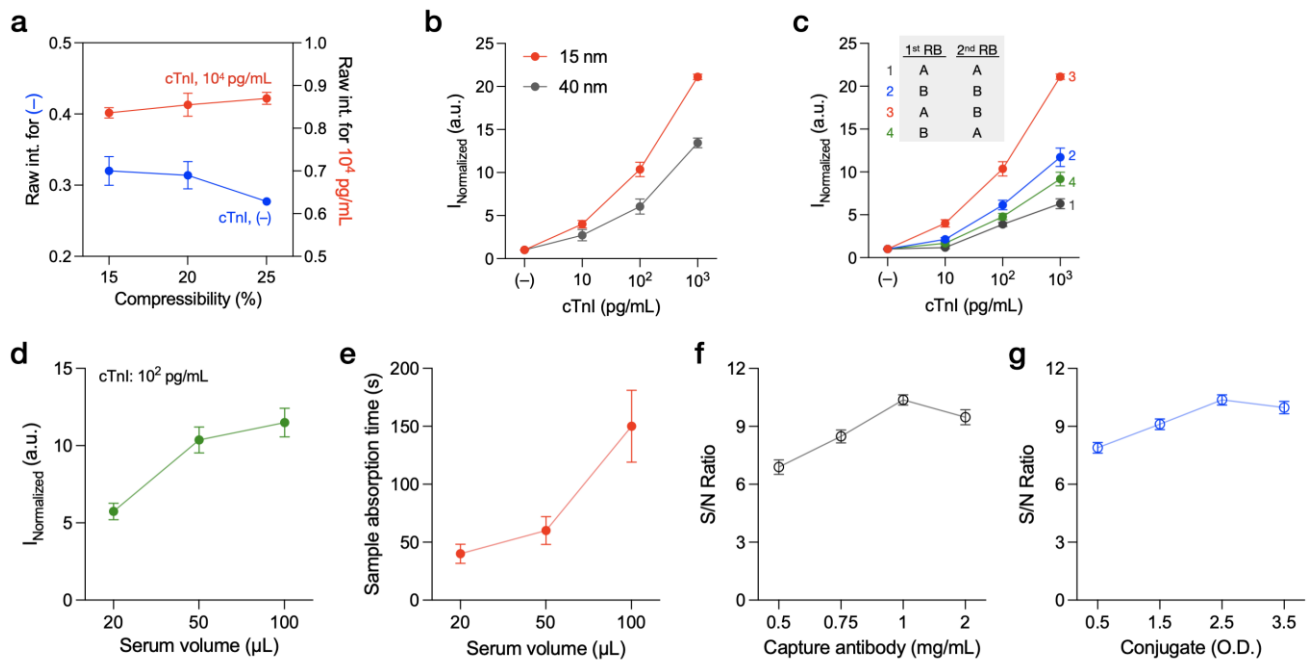 a
Raw int. for (–)
0.5
0.4
0.3
0.2
cTnI, 10⁴ pg/mL
cTnI, (–)
1.0
0.9
0.8
0.7
0.6
0.5
Raw int. for 10⁴ pg/mL
15 20 25
Compressibility (%)
b
I Normalized (a.u.)
25
20
15
10
5
0
15 nm
40 nm
(–) 10 10² 10³
cTnI (pg/mL)
c
I Normalized (a.u.)
25
20
15
10
5
0
1st RB 2nd RB
1 A A
2 B B
3 A B
4 B A
3
2
4
1
(–) 10 10² 10³
cTnI (pg/mL)
d
I Normalized (a.u.)
15
10
5
0
cTnI: 10² pg/mL
20 50 100
Serum volume (µL)
e
Sample absorption time (s)
200
150
100
50
0
20 50 100
Serum volume (µL)
f
S/N Ratio
12
9
6
3
0
0.5 0.75 1 2
Capture antibody (mg/mL)
g
S/N Ratio
12
9
6
3
0
0.5 1.5 2.5 3.5
Conjugate (O.D.)